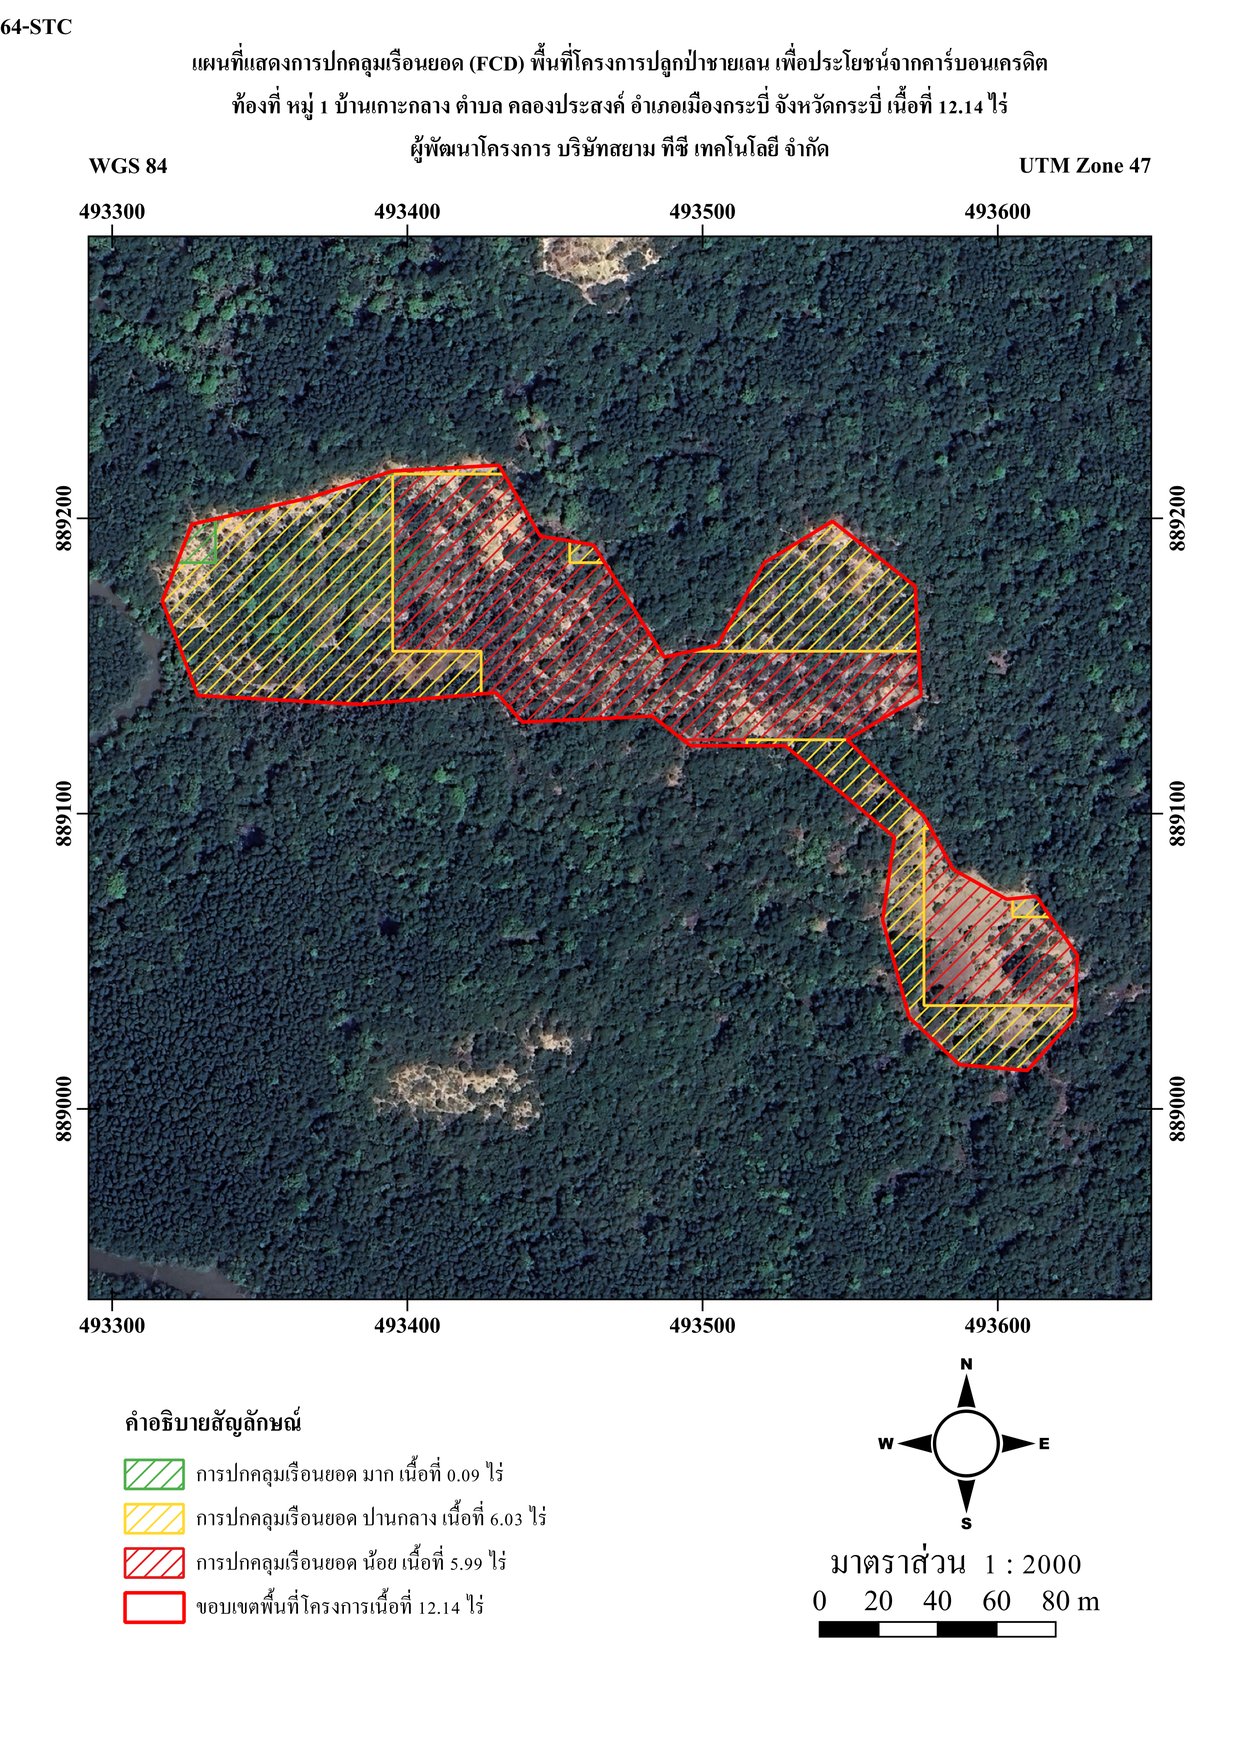 64-STC
แผนที่แสดงการปกคลุมเรือนยอด (FCD) พื้นที่โครงการปลูกป่าชายเลน เพื่อประโยชน์จากคาร์บอนเครดิต
ท้องที่ หมู่ 1 บ้านเกาะกลาง ตำบล คลองประสงค์ อำเภอเมืองกระบี่ จังหวัดกระบี่ เนื้อที่ 12.14 ไร่
ผู้พัฒนาโครงการ บริษัทสยาม ทีซี เทคโนโลยี จำกัด
WGS 84 UTM Zone 47
493300 493400 493500 493600
889200 889200
889100 889100
889000 889000
493300 493400 493500 493600
N
W E
S
คำอธิบายสัญลักษณ์
การปกคลุมเรือนยอด มาก เนื้อที่ 0.09 ไร่
การปกคลุมเรือนยอด ปานกลาง เนื้อที่ 6.03 ไร่
การปกคลุมเรือนยอด น้อย เนื้อที่ 5.99 ไร่
ขอบเขตพื้นที่โครงการเนื้อที่ 12.14 ไร่
มาตราส่วน 1 : 2000
0 20 40 60 80 m